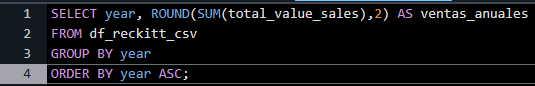 1 SELECT year, ROUND(SUM(total_value_sales),2) AS ventas_anuales
2 FROM df_reckitt_csv
3 GROUP BY year
4 ORDER BY year ASC;